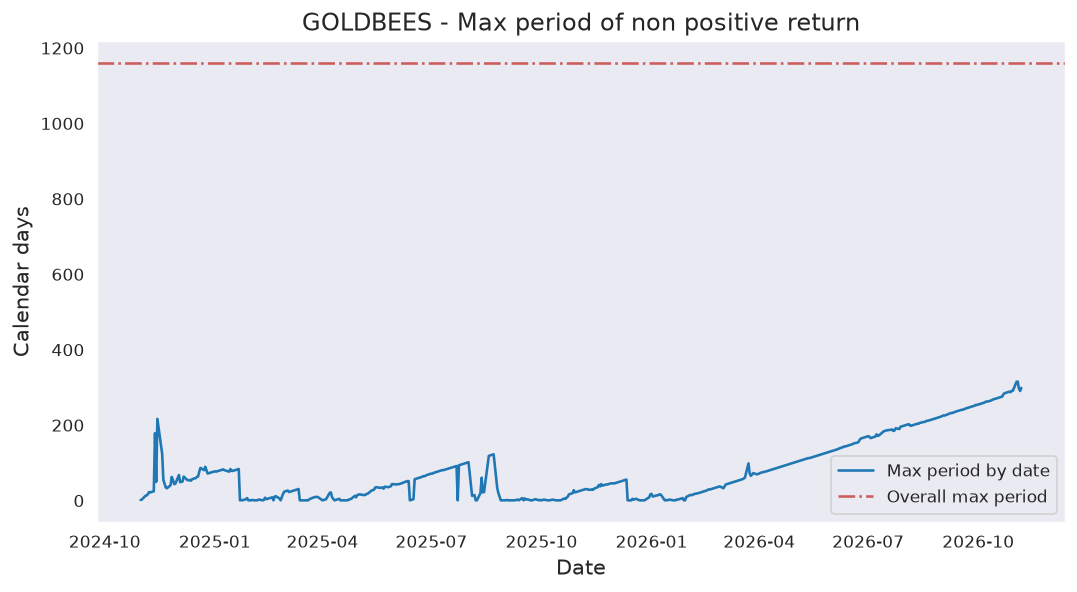 GOLDBEES - Max period of non positive return
1200
1000
800
600
400
200
0
Calendar days
2024-10 2025-01 2025-04 2025-07 2025-10 2026-01 2026-04 2026-07 2026-10
Date
Max period by date
Overall max period